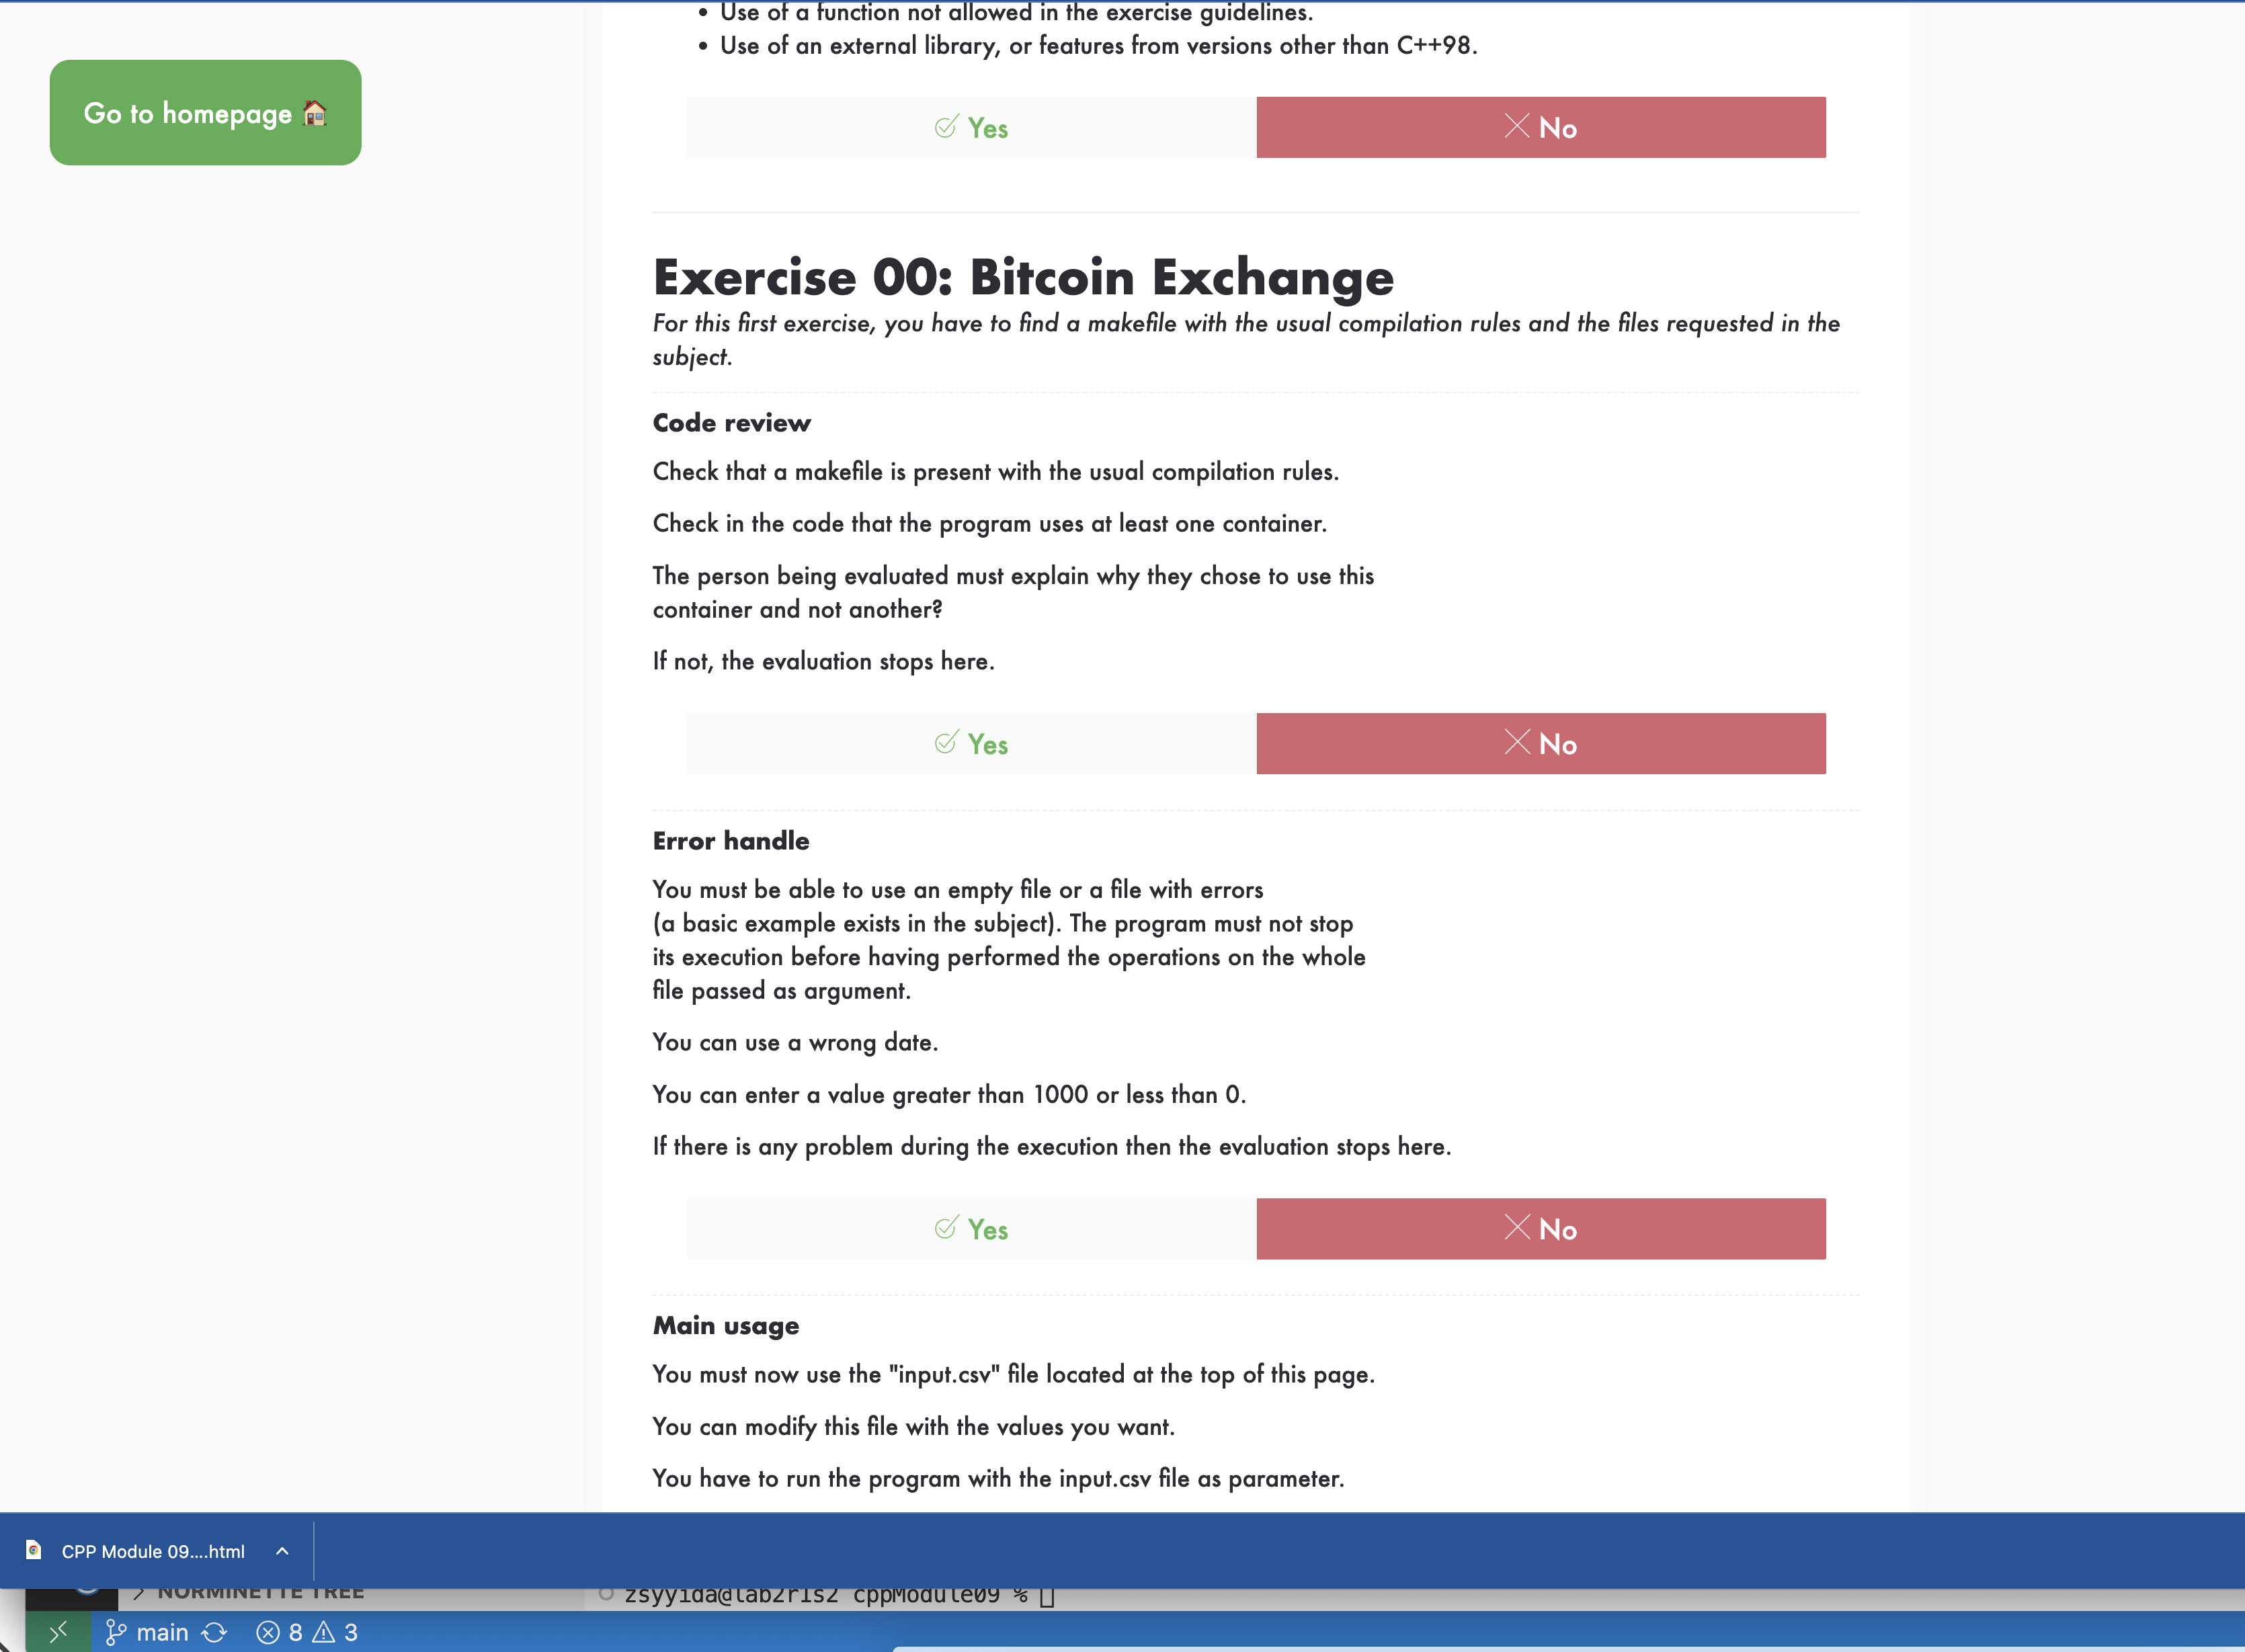 Use of a function not allowed in the exercise guidelines.
Use of an external library, or features from versions other than C++98.
Go to homepage
Yes
No
Exercise 00: Bitcoin Exchange
For this first exercise, you have to find a makefile with the usual compilation rules and the files requested in the
subject.
Code review
Check that a makefile is present with the usual compilation rules.
Check in the code that the program uses at least one container.
The person being evaluated must explain why they chose to use this
container and not another?
If not, the evaluation stops here.
Yes
No
Error handle
You must be able to use an empty file or a file with errors
(a basic example exists in the subject). The program must not stop
its execution before having performed the operations on the whole
file passed as argument.
You can use a wrong date.
You can enter a value greater than 1000 or less than 0.
If there is any problem during the execution then the evaluation stops here.
Yes
No
Main usage
You must now use the "input.csv" file located at the top of this page.
You can modify this file with the values you want.
You have to run the program with the input.csv file as parameter.
CPP Module 09....html
NORMINETTE TREE
zsyyida@lab2r1s2 cppModule09 %
main 8 3